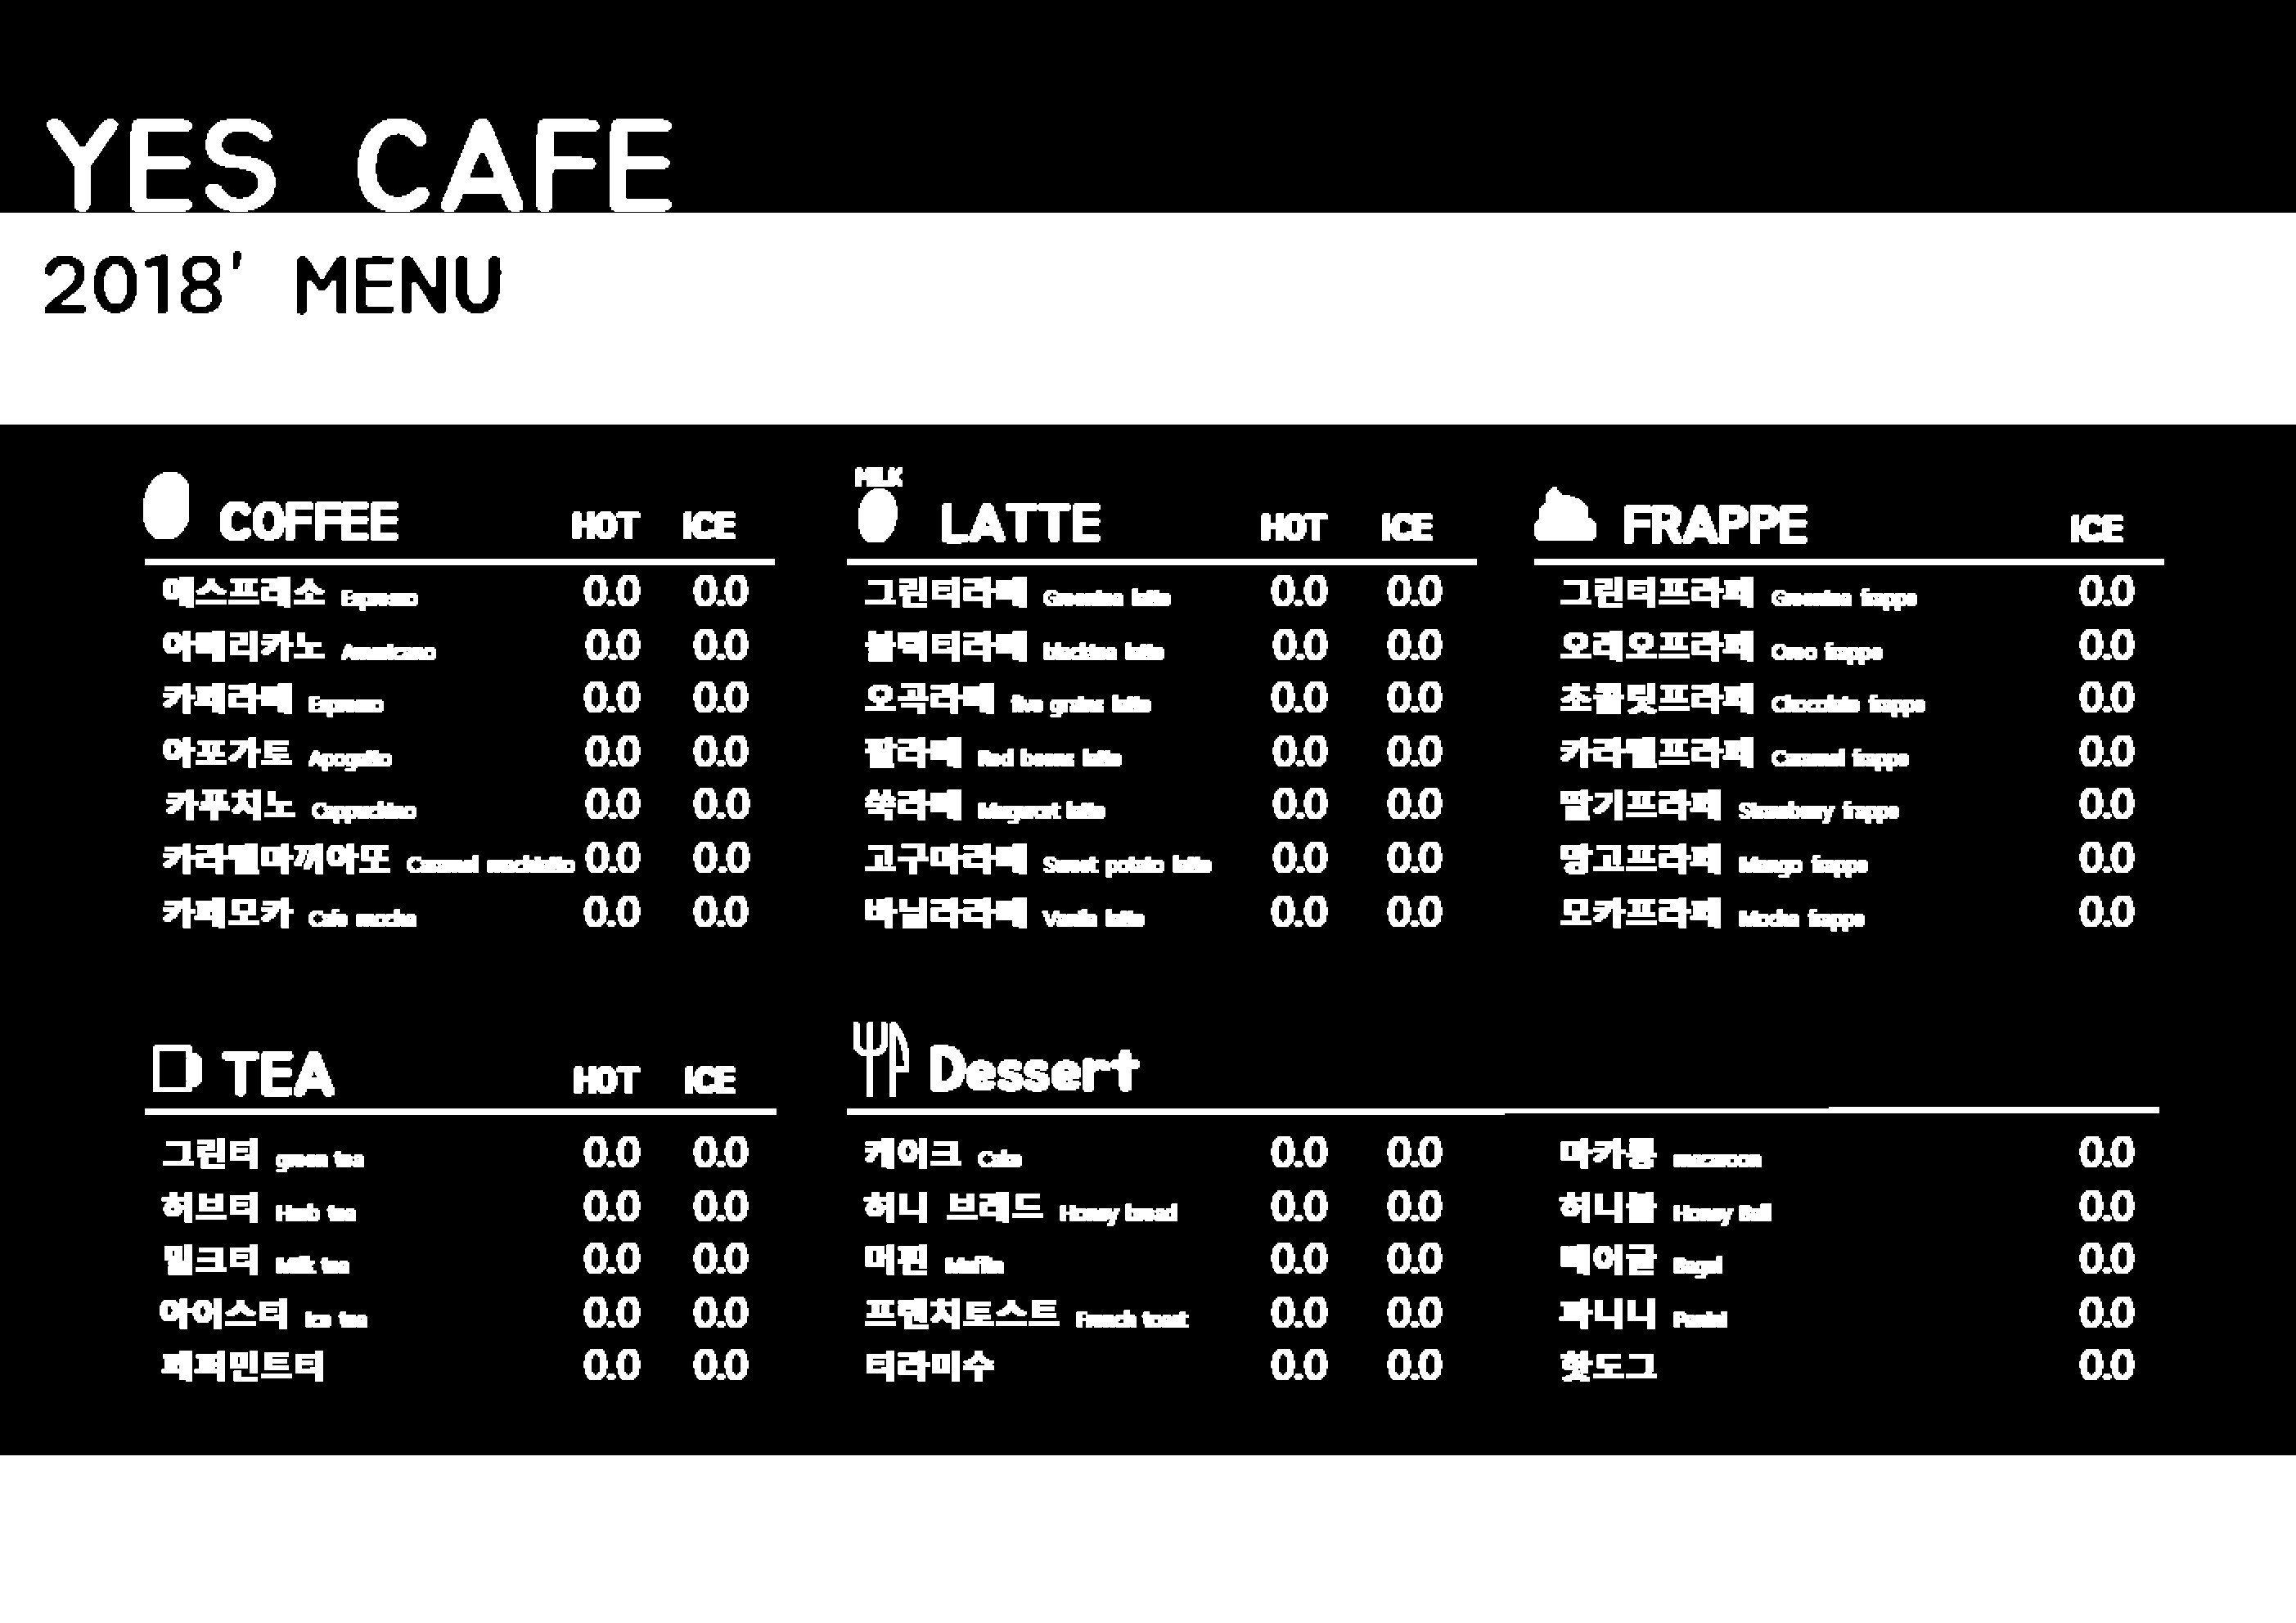 YES CAFE
2018' MENU
COFFEE HOT ICE
에스프레소 Espresso 0.0 0.0
아메리카노 Americano 0.0 0.0
카페라떼 Espresso 0.0 0.0
아포가토 Apogatto 0.0 0.0
카푸치노 Cappuchino 0.0 0.0
카라멜마끼아또 Caramel machiatto 0.0 0.0
카페모카 Cafe mocha 0.0 0.0
MILK
LATTE HOT ICE
그린티라떼 Greentea latte 0.0 0.0
블랙티라떼 blacktea latte 0.0 0.0
오곡라떼 five grains latte 0.0 0.0
팥라떼 Red beans latte 0.0 0.0
쑥라떼 Mugwort latte 0.0 0.0
고구마라떼 Sweet potato latte 0.0 0.0
바닐라라떼 latte 0.0 0.0
FRAPPE ICE
그린티프라페 Greentea frappe 0.0
오레오프라페 Oreo frappe 0.0
초콜릿프라페 Chocolate frappe 0.0
카라멜프라페 Caramel frappe 0.0
딸기프라페 Strawberry frappe 0.0
망고프라페 Mango frappe 0.0
모카프라페 Mocha frappe 0.0
TEA HOT ICE
그린티 green tea 0.0 0.0
허브티 Herb tea 0.0 0.0
밀크티 Milk tea 0.0 0.0
아이스티 Ice tea 0.0 0.0
페퍼민트티 0.0 0.0
Dessert
케이크 Cake 0.0 0.0
허니 브레드 Honey bread 0.0 0.0
머핀 Muffin 0.0 0.0
프렌치토스트 French toast 0.0 0.0
티라미수 0.0 0.0
마카롱 macaroon 0.0
허니볼 Honey Ball 0.0
베이글 Bagel 0.0
파니니 Panini 0.0
핫도그 0.0